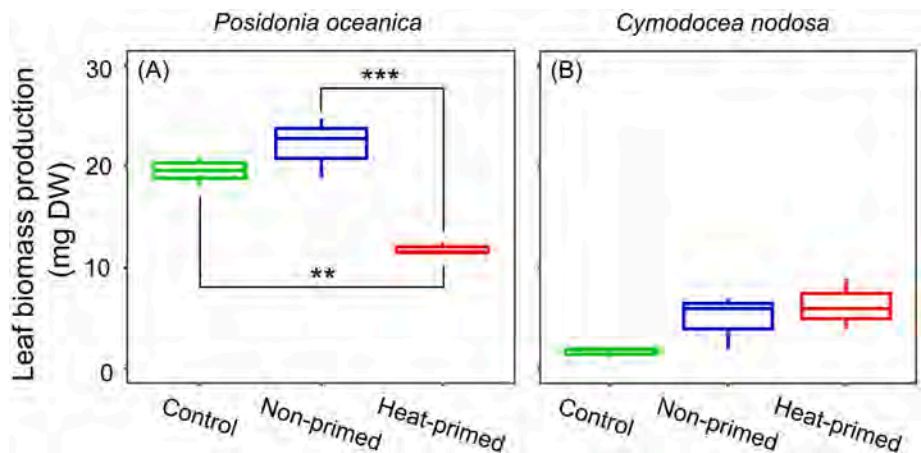 Posidonia oceanica
Cymodocea nodosa
Leaf biomass production
(mg DW)
30
20
10
0
(A)
***
**
(B)
Control
Non-primed
Heat-primed
Control
Non-primed
Heat-primed